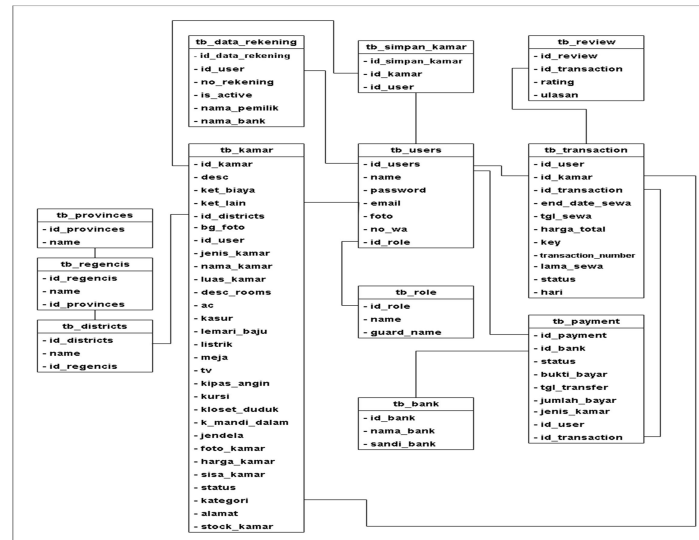 tb_data_rekening
- id_data_rekening
- id_user
- no_rekening
- is_active
- nama_pemilik
- nama_bank
tb_simpan_kamar
- id_simpan_kamar
- id_kamar
- id_user
tb_review
- id_review
- id_transaction
- rating
- ulasan
tb_kamar
- id_kamar
- desc
- ket_biaya
- ket_lain
- id_districts
- bg_foto
- id_user
- jenis_kamar
- nama_kamar
- luas_kamar
- desc_rooms
- ac
- kasur
- lemari_baju
- listrik
- meja
- tv
- kipas_angin
- kursi
- kloset_duduk
- k_mandi_dalam
- jendela
- foto_kamar
- harga_kamar
- sisa_kamar
- status
- kategori
- alamat
- stock_kamar
tb_users
- id_users
- name
- password
- email
- foto
- no_wa
- id_role
tb_transaction
- id_user
- id_kamar
- id_transaction
- end_date_sewa
- tgl_sewa
- harga_total
- key
- transaction_number
- lama_sewa
- status
- hari
tb_provinces
- id_provinces
- name
tb_regencis
- id_regencis
- name
- id_provinces
tb_districts
- id_districts
- name
- id_regencis
tb_role
- id_role
- name
- guard_name
tb_payment
- id_payment
- id_bank
- status
- bukti_bayar
- tgl_transfer
- jumlah_bayar
- jenis_kamar
- id_user
- id_transaction
tb_bank
- id_bank
- nama_bank
- sandi_bank